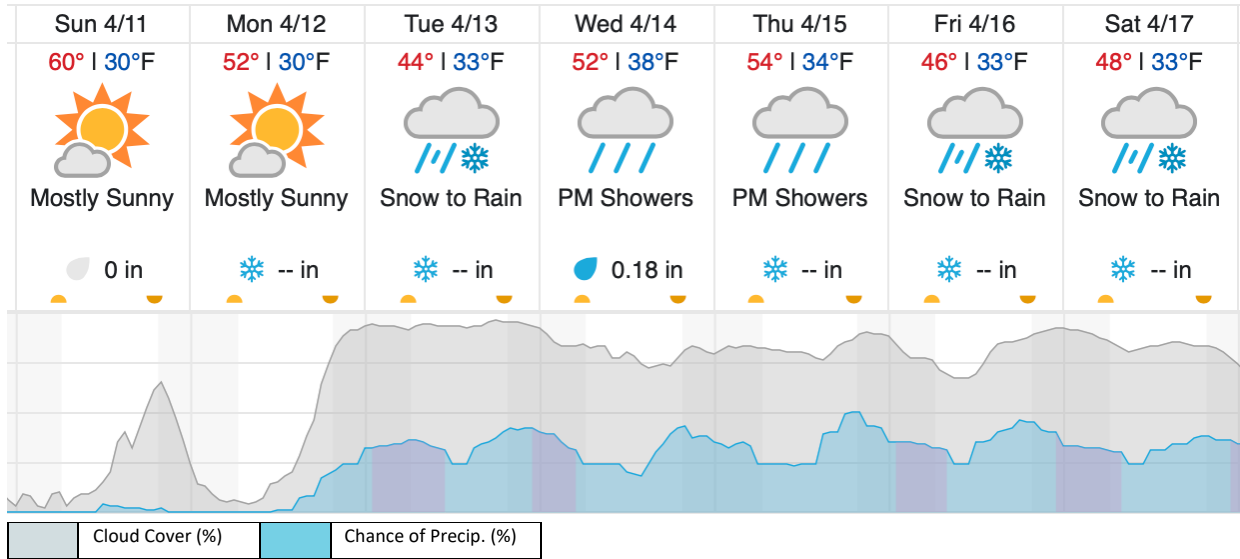 Sun 4/11 Mon 4/12 Tue 4/13 Wed 4/14 Thu 4/15 Fri 4/16 Sat 4/17
60° | 30°F 52° | 30°F 44° | 33°F 52° | 38°F 54° | 34°F 46° | 33°F 48° | 33°F
Mostly Sunny Mostly Sunny Snow to Rain PM Showers PM Showers Snow to Rain Snow to Rain
0 in -- in -- in 0.18 in -- in -- in -- in
Cloud Cover (%) Chance of Precip. (%)